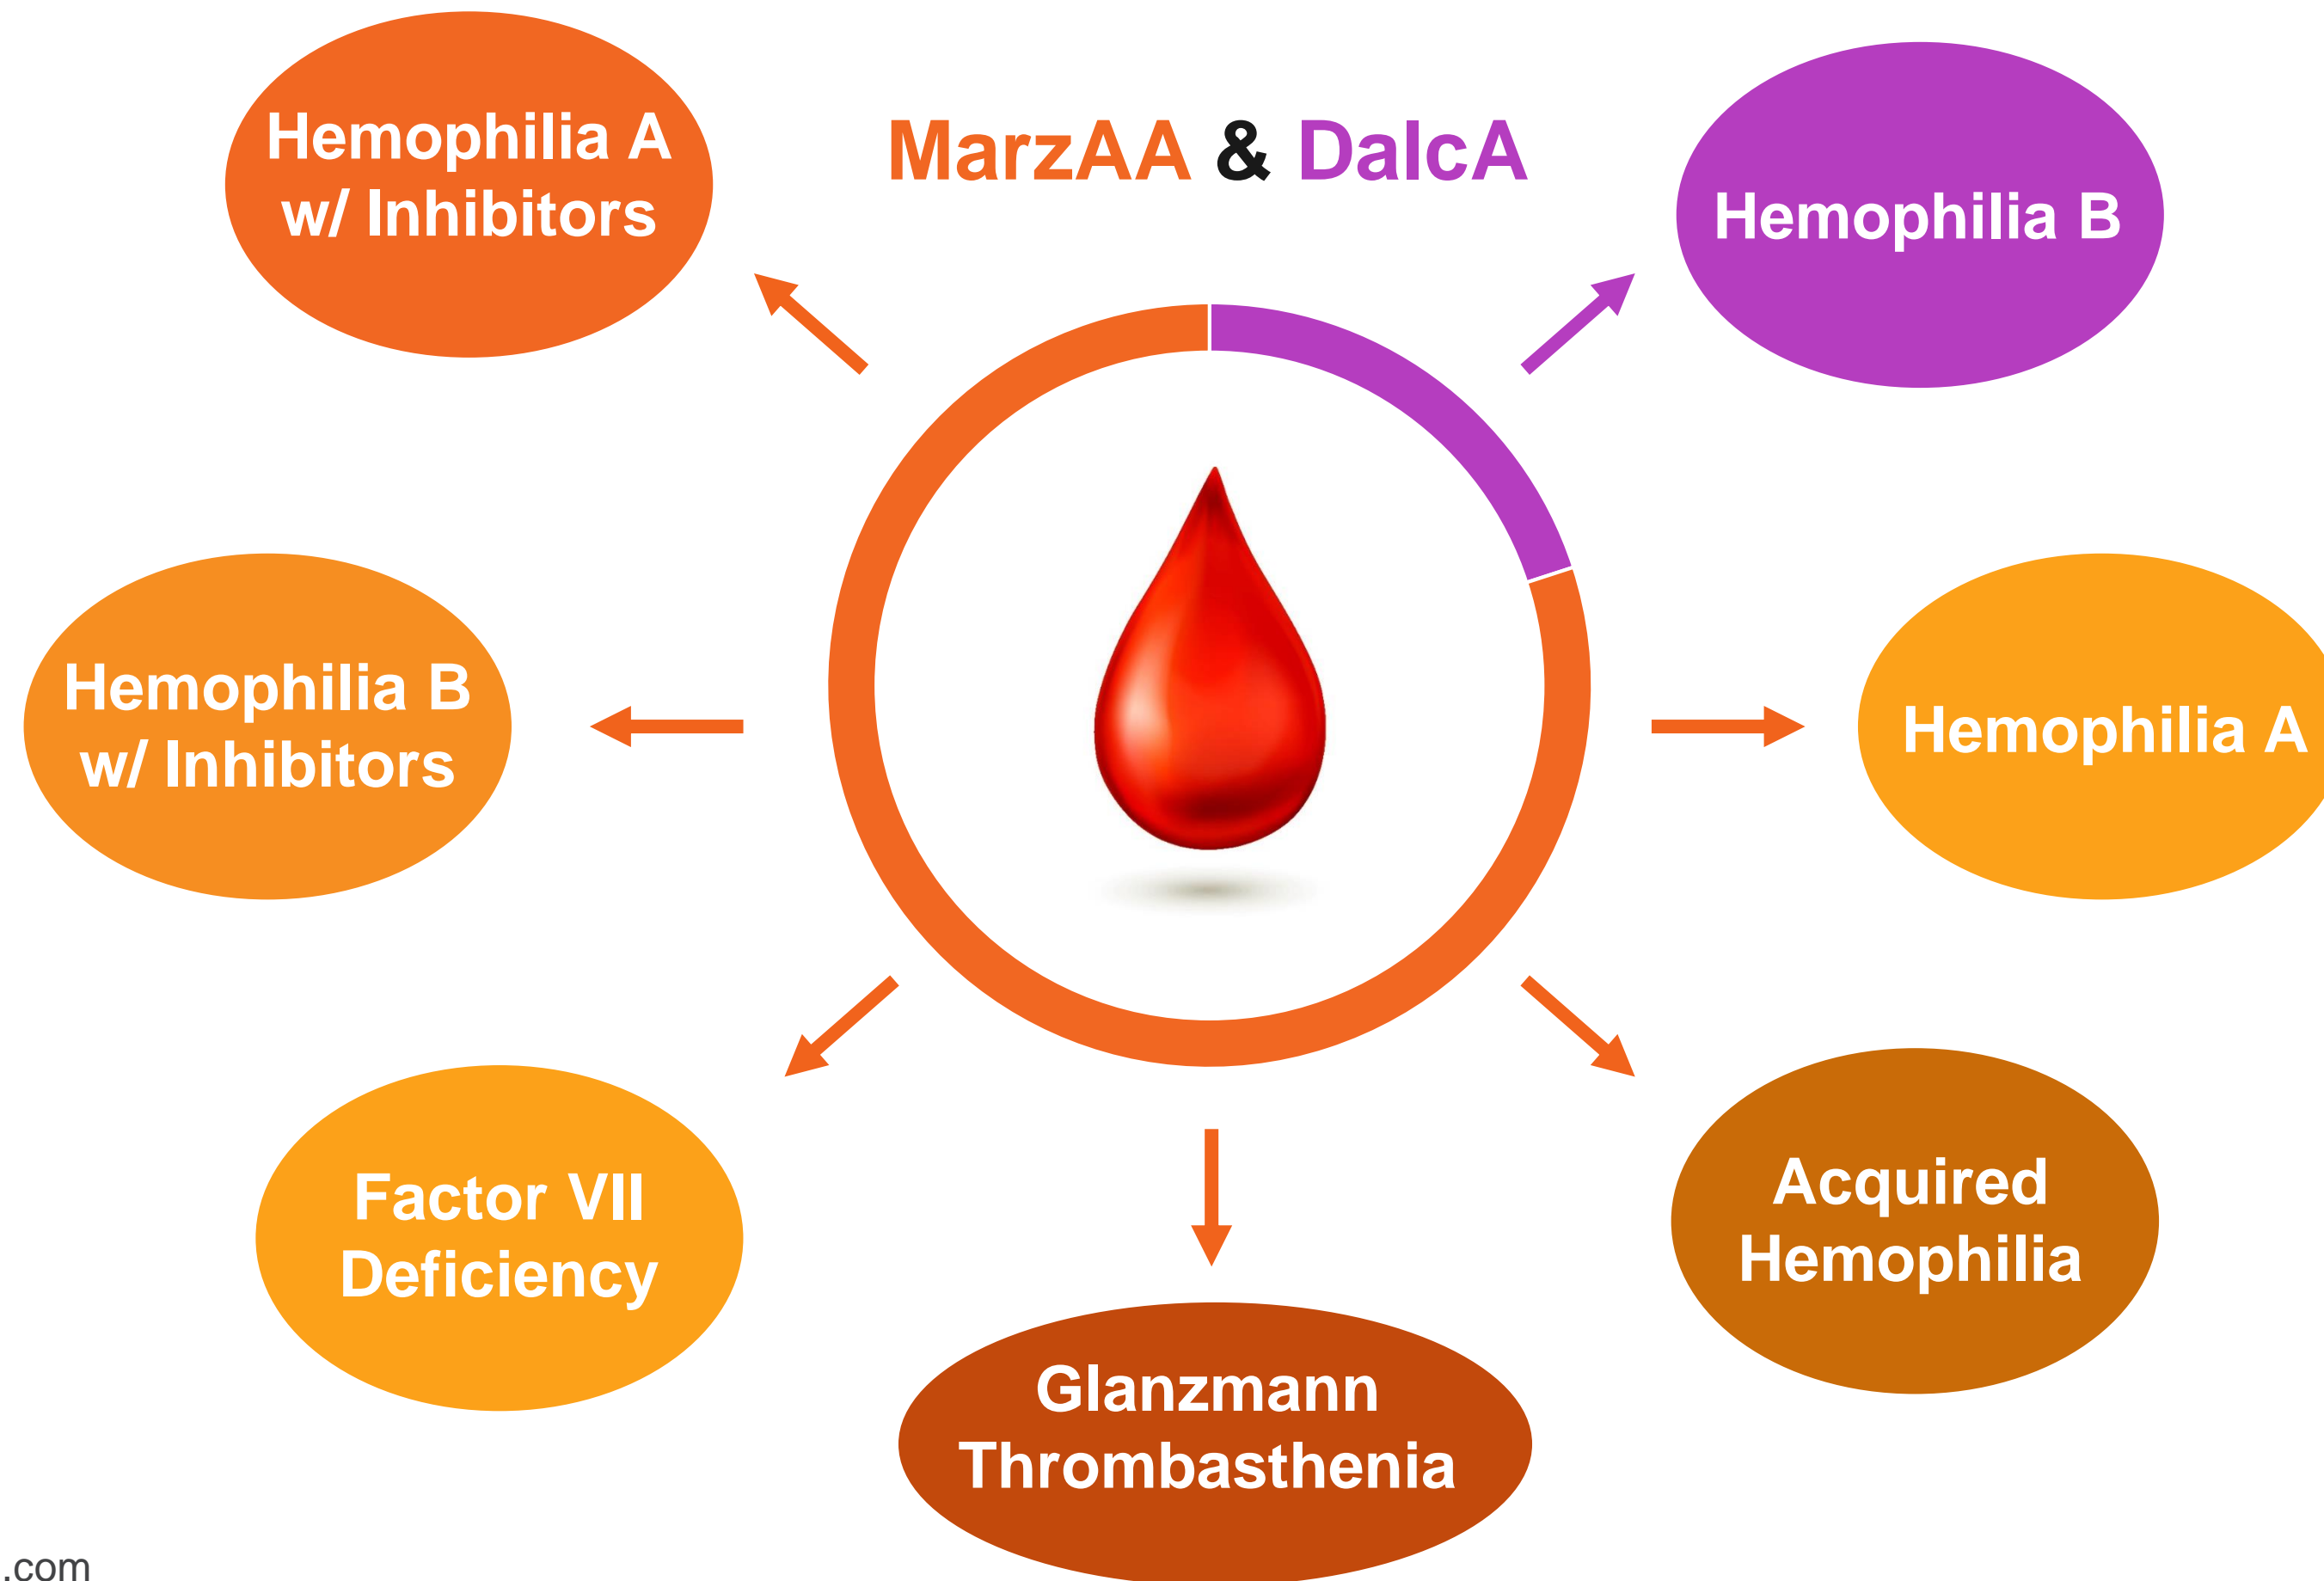 MarzAA & DalcA
Hemophilia A
w/ Inhibitors
Hemophilia B
Hemophilia B
w/ Inhibitors
Hemophilia A
Factor VII
Deficiency
Acquired
Hemophilia
Glanzmann
Thrombasthenia
.com